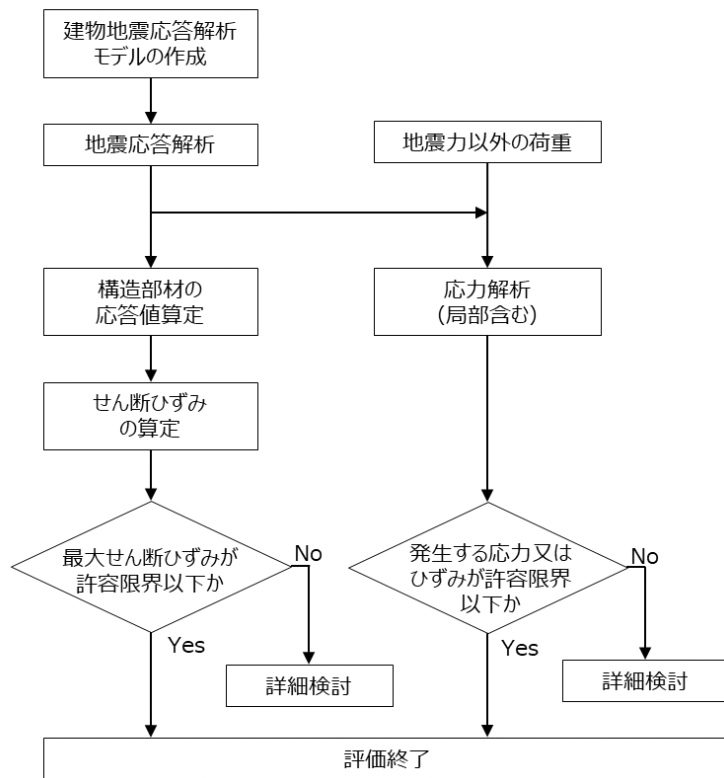 建物地震応答解析
モデルの作成
地震応答解析
地震力以外の荷重
構造部材の
応答値算定
応力解析
(局部含む)
せん断ひずみ
の算定
最大せん断ひずみが
許容限界以下か
No
発生する応力又は
ひずみが許容限界
以下か
No
Yes
詳細検討
Yes
詳細検討
評価終了